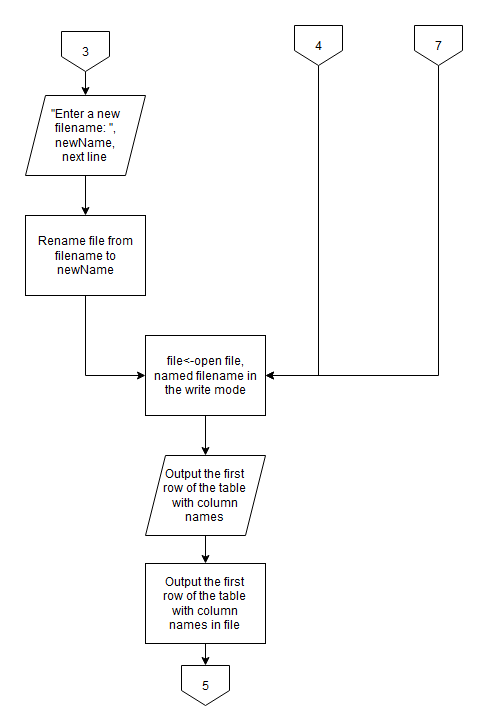 3
4
7
"Enter a new
filename: ",
newName,
next line
Rename file from
filename to
newName
file<-open file,
named filename in
the write mode
Output the first
row of the table
with column
names
Output the first
row of the table
with column
names in file
5